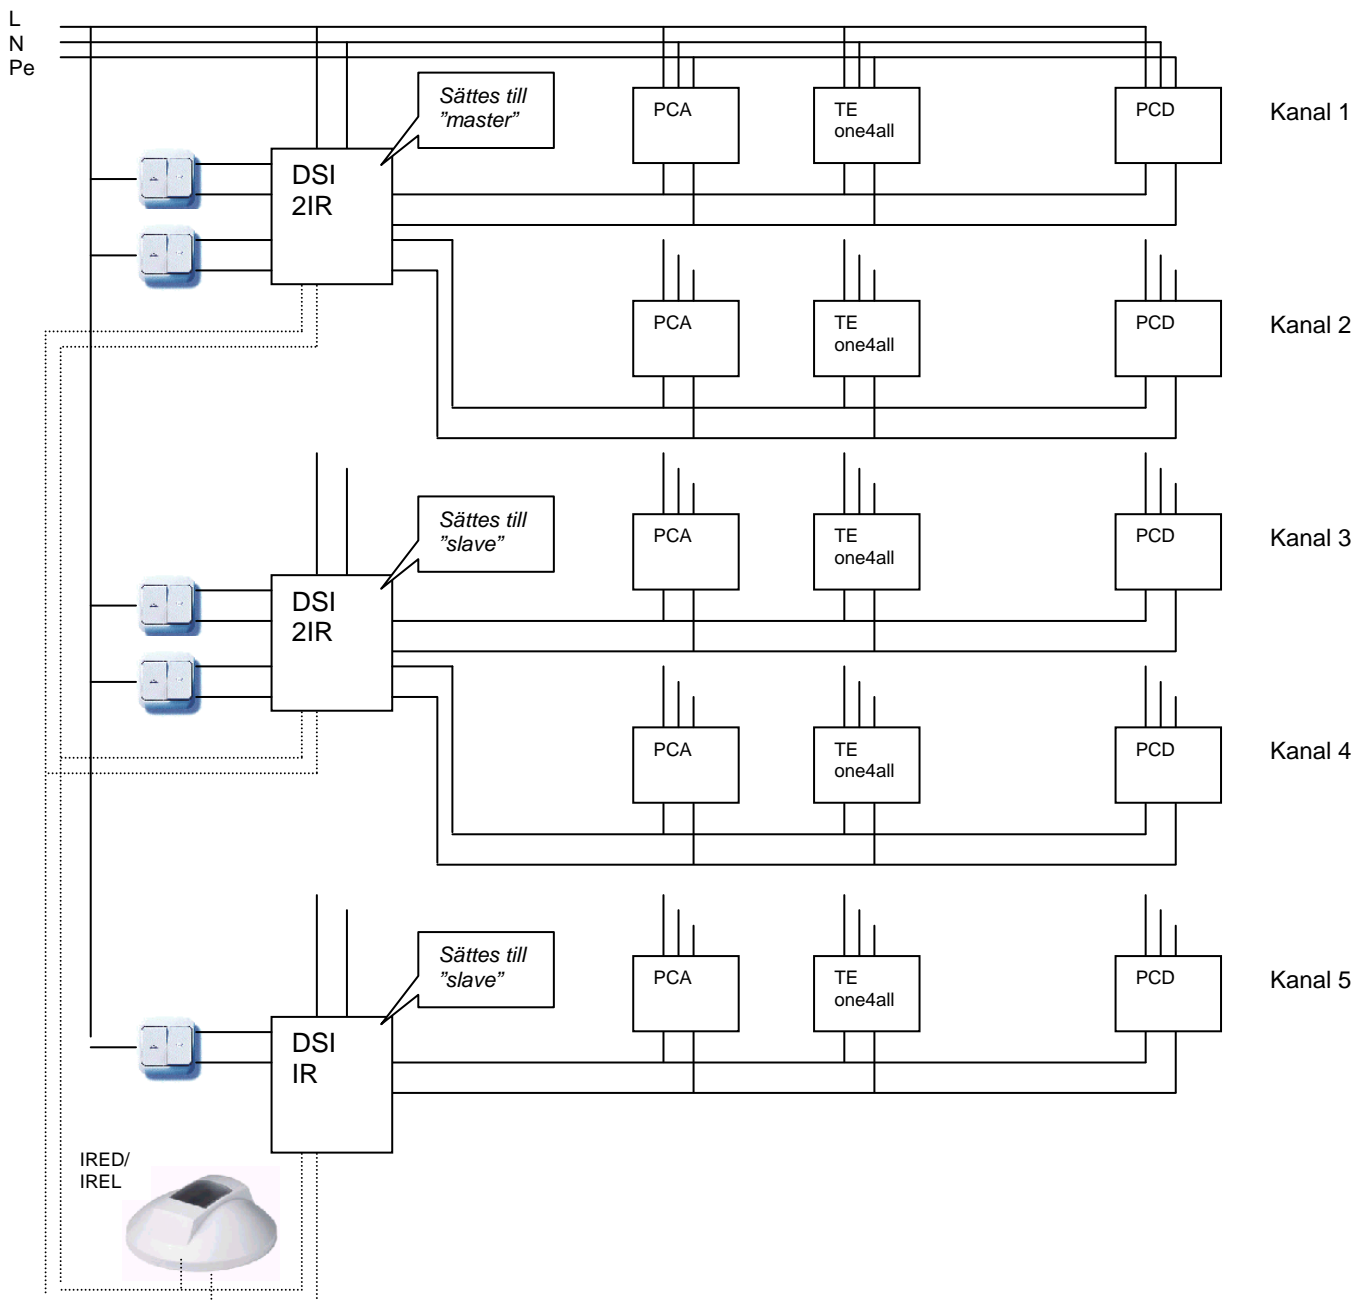 L
N
Pe
Sättes till
”master”
PCA
TE
one4all
PCD
Kanal 1
DSI
2IR
PCA
TE
one4all
PCD
Kanal 2
Sättes till
”slave”
PCA
TE
one4all
PCD
Kanal 3
DSI
2IR
PCA
TE
one4all
PCD
Kanal 4
Sättes till
”slave”
PCA
TE
one4all
PCD
Kanal 5
DSI
IR
IRED/
IREL